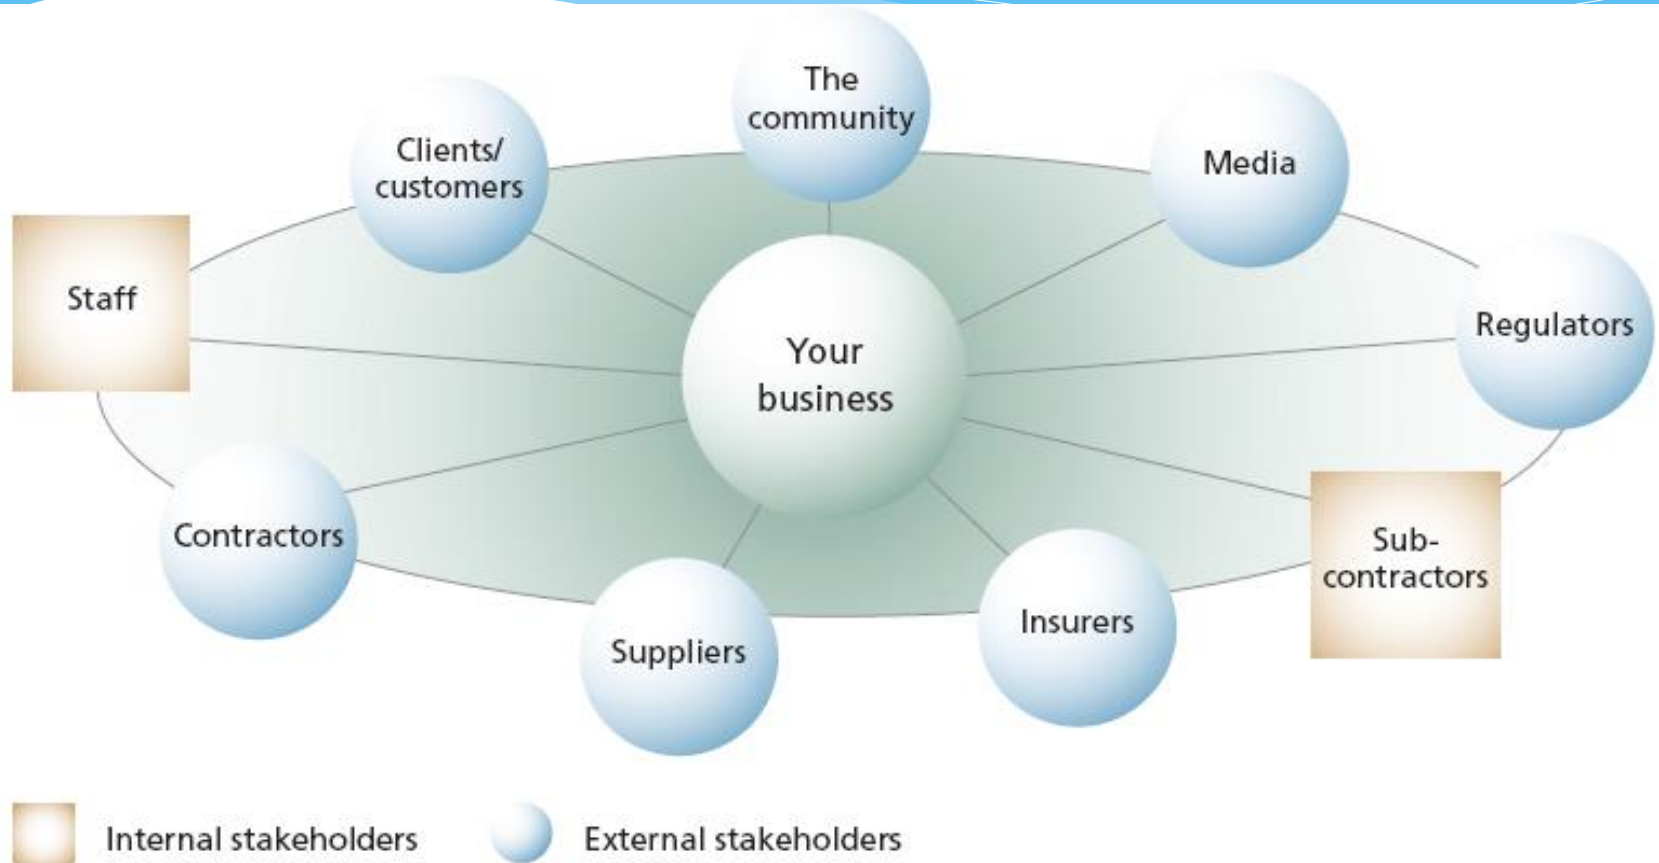 The
community
Clients/
customers
Media
Staff
Regulators
Your
business
Contractors
Sub-
contractors
Suppliers
Insurers
Internal stakeholders
External stakeholders